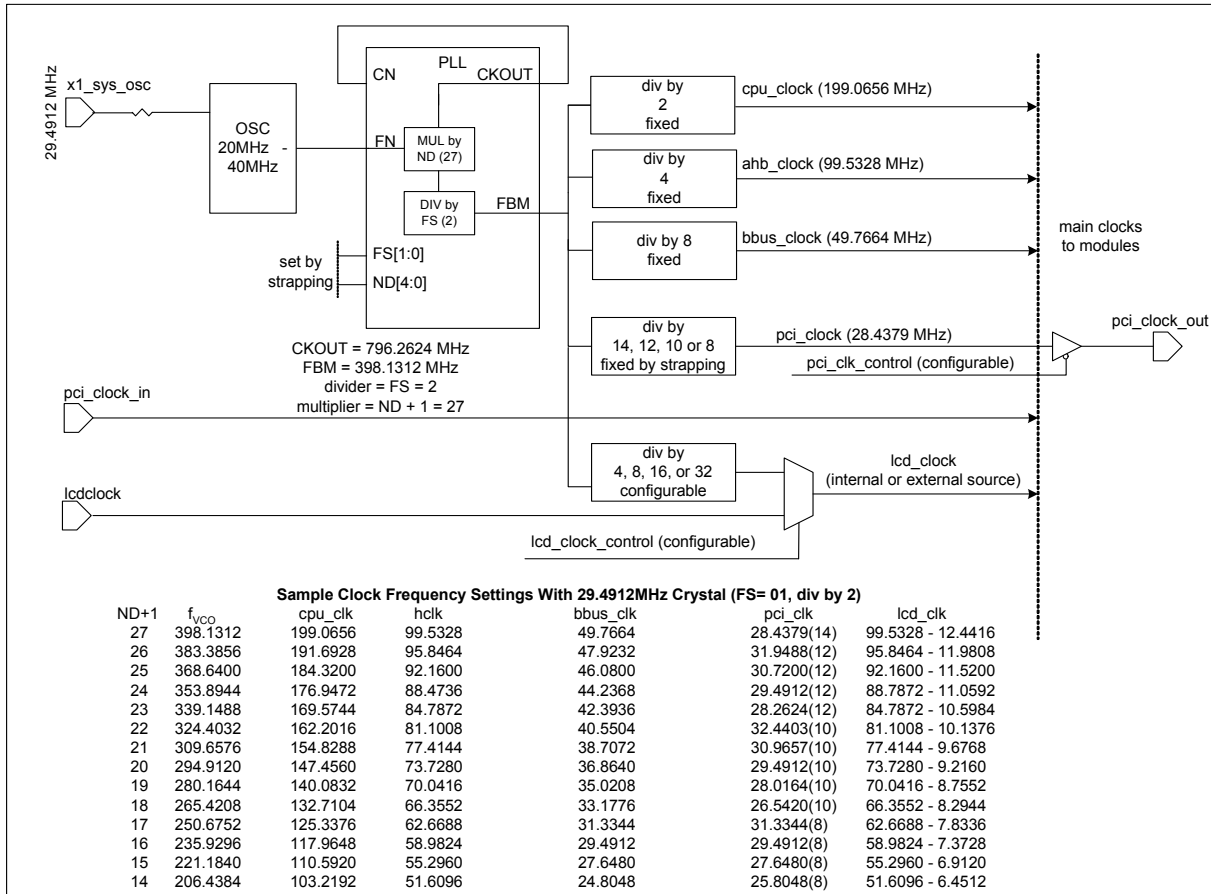 29.4912 MHz
x1_sys_osc
OSC
20MHz -
40MHz
PLL
CN
CKOUT
FN
MUL by
ND (27)
DIV by
FS (2)
FBM
FS[1:0]
ND[4:0]
set by
strapping
CKOUT = 796.2624 MHz
FBM = 398.1312 MHz
divider = FS = 2
multiplier = ND + 1 = 27
div by
2
fixed
cpu_clock (199.0656 MHz)
div by
4
fixed
ahb_clock (99.5328 MHz)
div by 8
fixed
bbus_clock (49.7664 MHz)
main clocks
to modules
div by
14, 12, 10 or 8
fixed by strapping
pci_clock (28.4379 MHz)
pci_clk_control (configurable)
pci_clock_out
pci_clock_in
div by
4, 8, 16, or 32
configurable
lcd_clock
(internal or external source)
lcdclock
lcd_clock_control (configurable)
Sample Clock Frequency Settings With 29.4912MHz Crystal (FS= 01, div by 2)
ND+1 fVCO cpu_clk hclk bbus_clk pci_clk lcd_clk
27 398.1312 199.0656 99.5328 49.7664 28.4379(14) 99.5328 - 12.4416
26 383.3856 191.6928 95.8464 47.9232 31.9488(12) 95.8464 - 11.9808
25 368.6400 184.3200 92.1600 46.0800 30.7200(12) 92.1600 - 11.5200
24 353.8944 176.9472 88.4736 44.2368 29.4912(12) 88.7872 - 11.0592
23 339.1488 169.5744 84.7872 42.3936 28.2624(12) 84.7872 - 10.5984
22 324.4032 162.2016 81.1008 40.5504 32.4403(10) 81.1008 - 10.1376
21 309.6576 154.8288 77.4144 38.7072 30.9657(10) 77.4144 - 9.6768
20 294.9120 147.4560 73.7280 36.8640 29.4912(10) 73.7280 - 9.2160
19 280.1644 140.0832 70.0416 35.0208 28.0164(10) 70.0416 - 8.7552
18 265.4208 132.7104 66.3552 33.1776 26.5420(10) 66.3552 - 8.2944
17 250.6752 125.3376 62.6688 31.3344 31.3344(8) 62.6688 - 7.8336
16 235.9296 117.9648 58.9824 29.4912 29.4912(8) 58.9824 - 7.3728
15 221.1840 110.5920 55.2960 27.6480 27.6480(8) 55.2960 - 6.9120
14 206.4384 103.2192 51.6096 24.8048 25.8048(8) 51.6096 - 6.4512